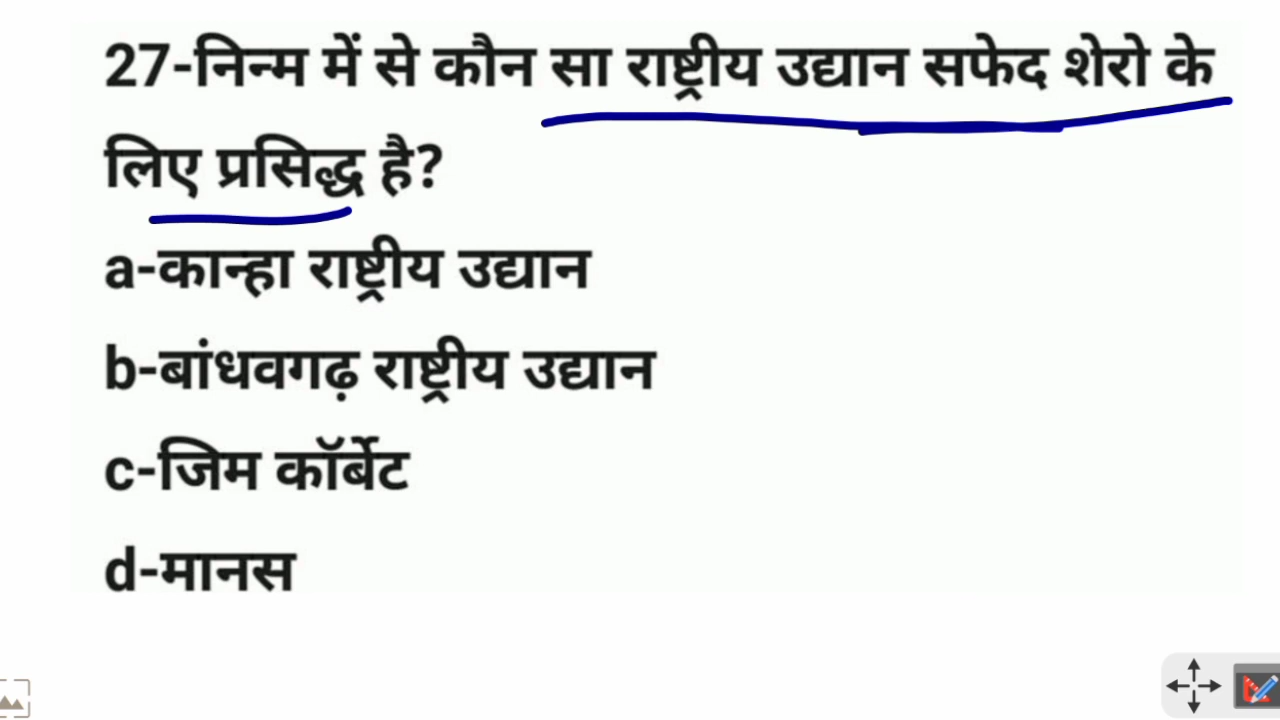 27-निन्म में से कौन सा राष्ट्रीय उद्यान सफेद शेरो के
लिए प्रसिद्ध है?
a-कान्हा राष्ट्रीय उद्यान
b-बांधवगढ़ राष्ट्रीय उद्यान
c-जिम कॉर्बेट
d-मानस